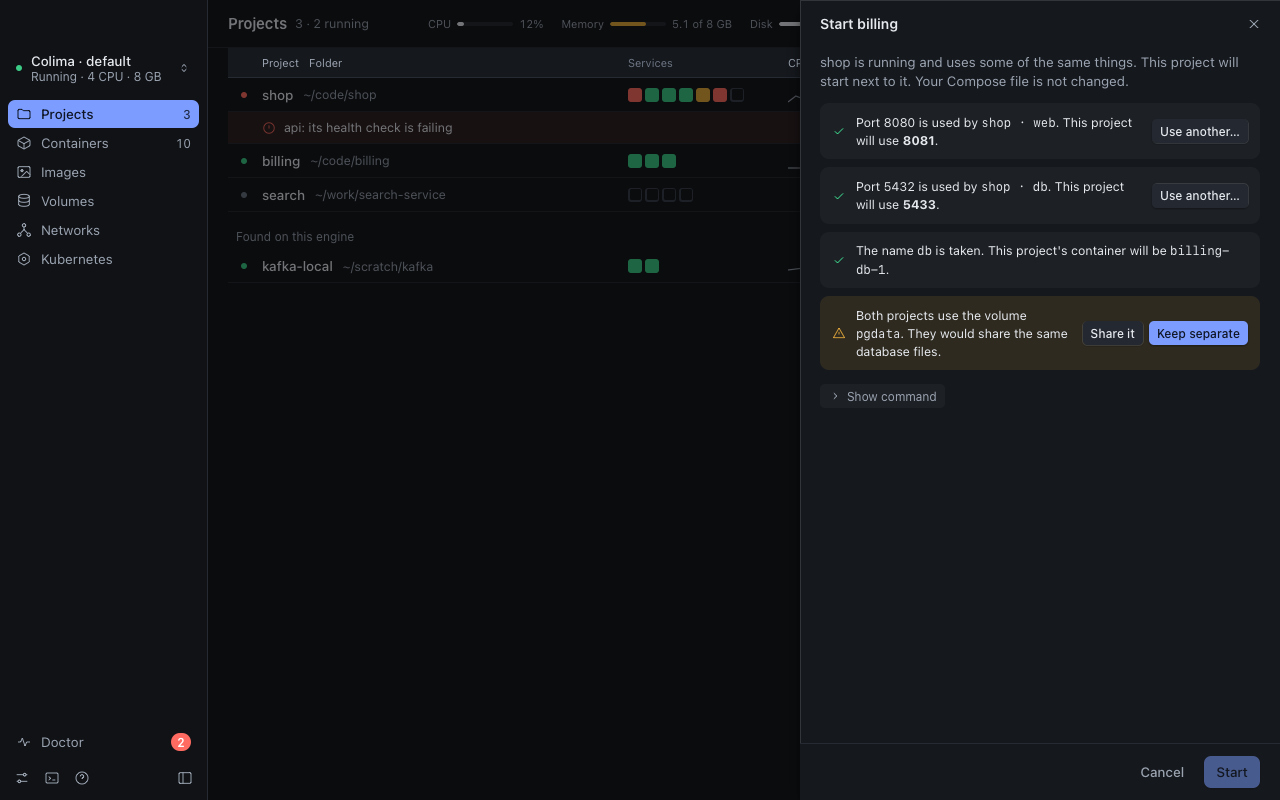 Colima · default
Running · 4 CPU · 8 GB
Projects 3
Containers 10
Images
Volumes
Networks
Kubernetes
Doctor 2
Projects 3 · 2 running
CPU 12% Memory 5.1 of 8 GB Disk
Project Folder Services
shop ~/code/shop
api: its health check is failing
billing ~/code/billing
search ~/work/search-service
Found on this engine
kafka-local ~/scratch/kafka
Start billing
shop is running and uses some of the same things. This project will
start next to it. Your Compose file is not changed.
Port 8080 is used by shop · web. This project
will use 8081.
Use another...
Port 5432 is used by shop · db. This project
will use 5433.
Use another...
The name db is taken. This project's container will be billing-
db-1.
Both projects use the volume
pgdata. They would share the same
database files.
Share it Keep separate
Show command
Cancel Start